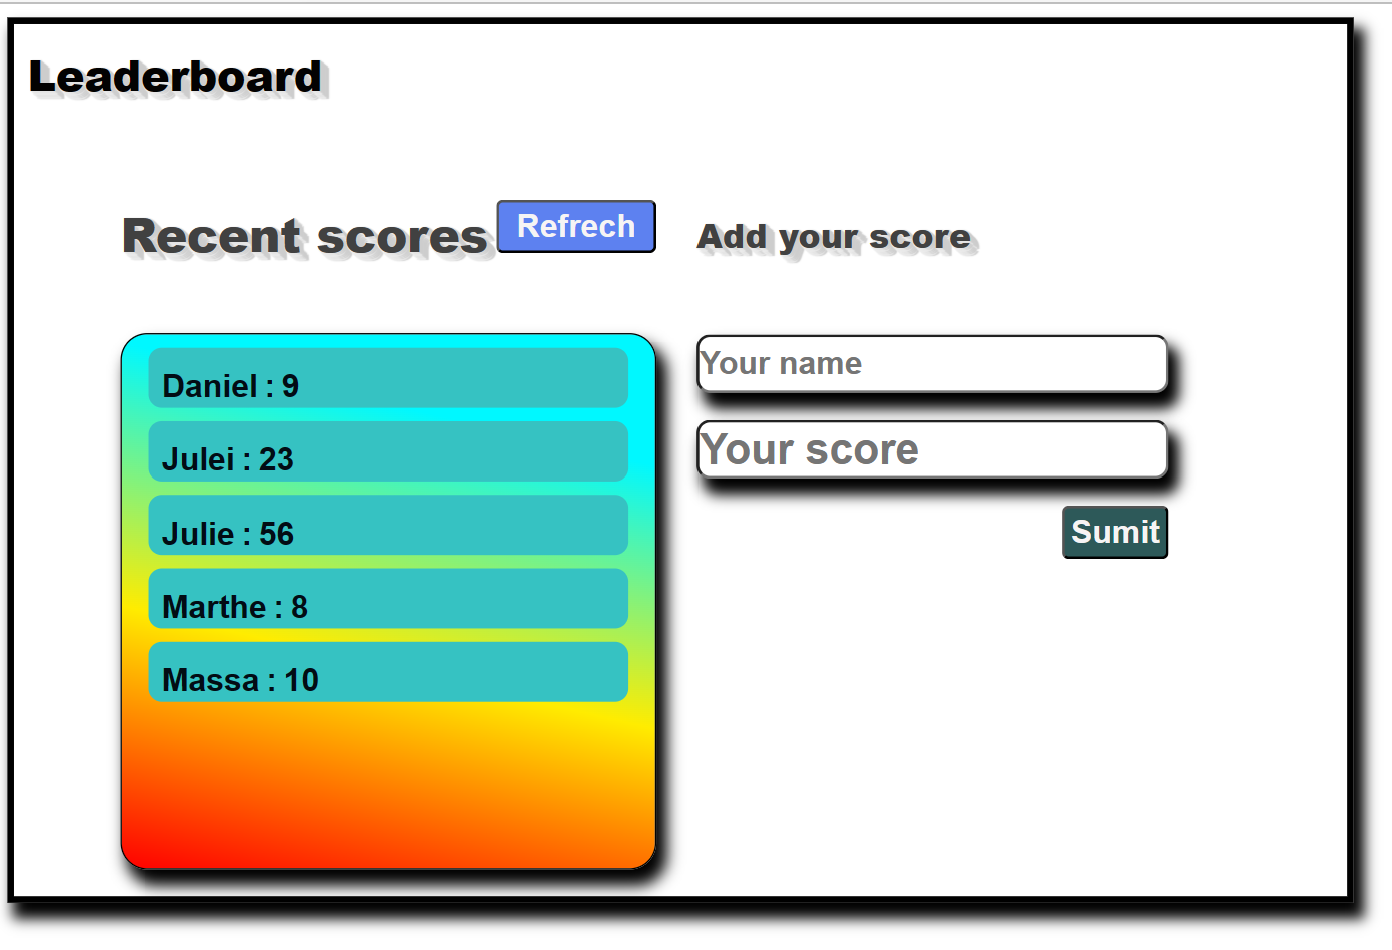 Leaderboard
Recent scores
Refrech
Daniel : 9
Julei : 23
Julie : 56
Marthe : 8
Massa : 10
Add your score
Your name
Your score
Sumit